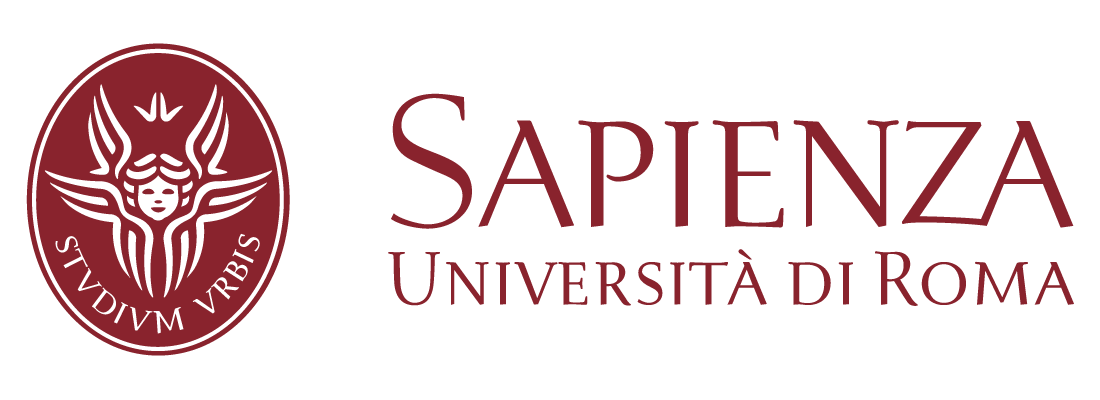 STVDIVM VRBIS
SAPIENZA
UNIVERSITÀ DI ROMA